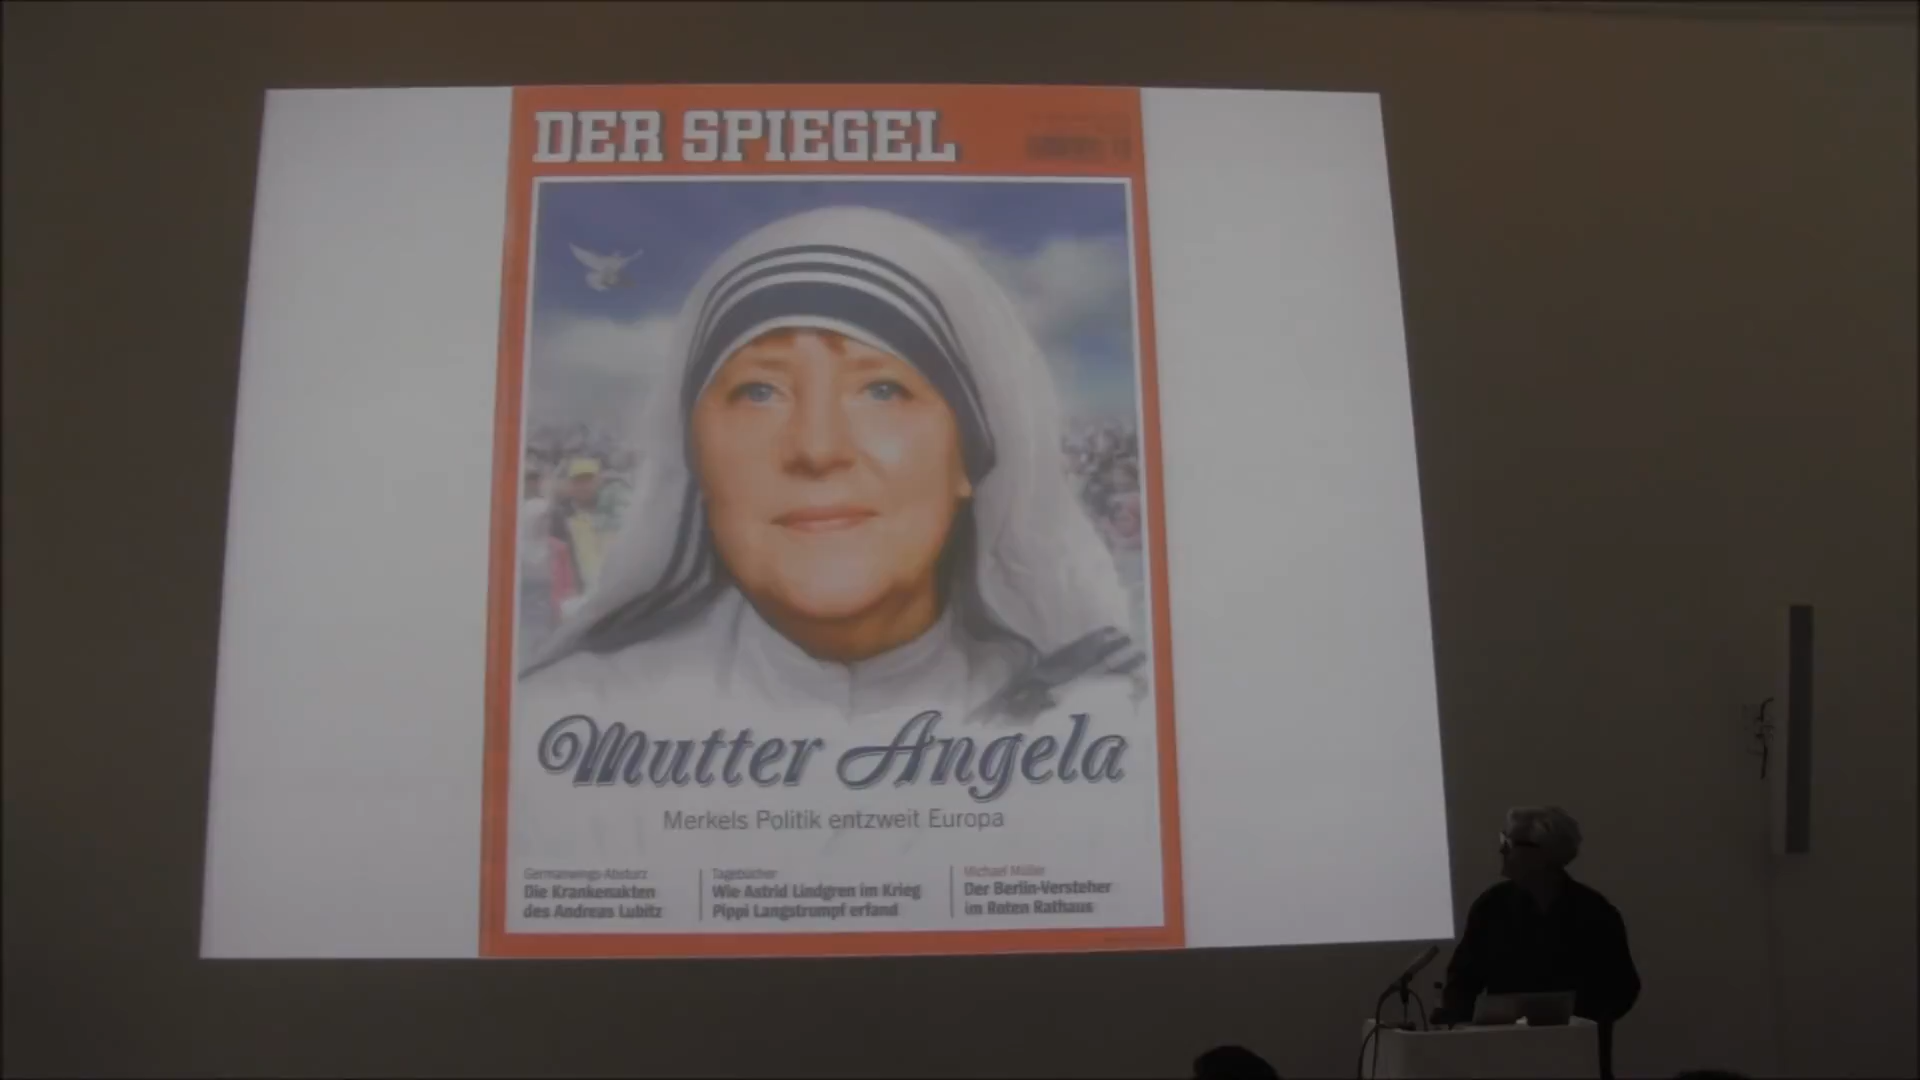 DER SPIEGEL
Mutter Angela
Merkels Politik entzweit Europa
Germanwings-Absturz
Die Krankenakten
des Andreas Lubitz
Tagebücher
Wie Astrid Lindgren im Krieg
Pippi Langstrumpf erfand
Michael Müller
Der Berlin-Versteher
im Roten Rathaus